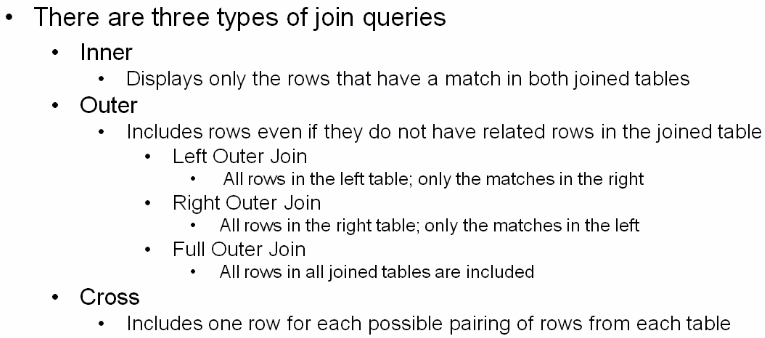 • There are three types of join queries
• Inner
• Displays only the rows that have a match in both joined tables
• Outer
• Includes rows even if they do not have related rows in the joined table
• Left Outer Join
• All rows in the left table; only the matches in the right
• Right Outer Join
• All rows in the right table; only the matches in the left
• Full Outer Join
• All rows in all joined tables are included
• Cross
• Includes one row for each possible pairing of rows from each table